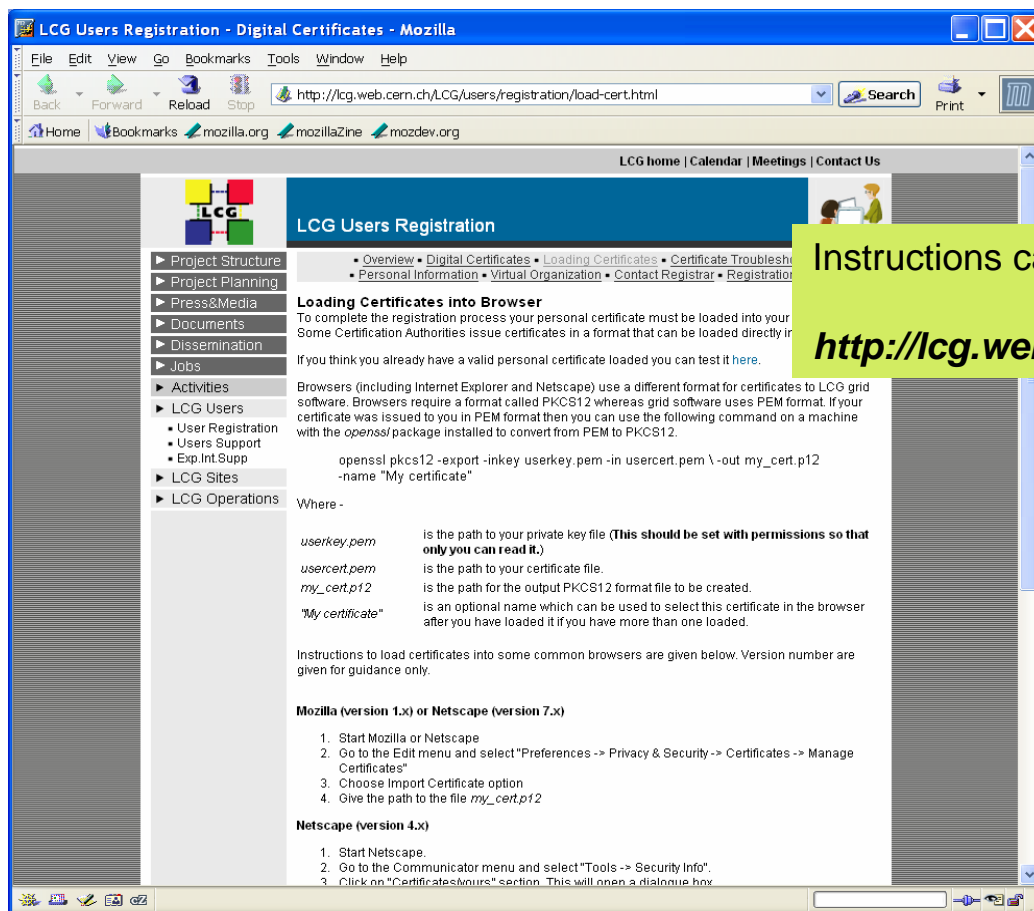 LCG Users Registration - Digital Certificates - Mozilla
File Edit View Go Bookmarks Tools Window Help
Back Forward Reload Stop http://lcg.web.cern.ch/LCG/users/registration/load-cert.html Search Print
Home Bookmarks mozilla.org mozillaZine mozdev.org
LCG home | Calendar | Meetings | Contact Us
LCG
LCG Users Registration
► Project Structure
► Project Planning
► Press&Media
► Documents
► Dissemination
► Jobs
► Activities
► LCG Users
▪ User Registration
▪ Users Support
▪ Exp.Int.Supp
► LCG Sites
► LCG Operations
▪ Overview ▪ Digital Certificates ▪ Loading Certificates ▪ Certificate Troublesho
▪ Personal Information ▪ Virtual Organization ▪ Contact Registrar ▪ Registration
Instructions ca
http://lcg.we
Loading Certificates into Browser
To complete the registration process your personal certificate must be loaded into your
Some Certification Authorities issue certificates in a format that can be loaded directly in
If you think you already have a valid personal certificate loaded you can test it here.
Browsers (including Internet Explorer and Netscape) use a different format for certificates to LCG grid
software. Browsers require a format called PKCS12 whereas grid software uses PEM format. If your
certificate was issued to you in PEM format then you can use the following command on a machine
with the openssl package installed to convert from PEM to PKCS12.
openssl pkcs12 -export -inkey userkey.pem -in usercert.pem \ -out my_cert.p12
-name "My certificate"
Where -
userkey.pem is the path to your private key file (This should be set with permissions so that
only you can read it.)
usercert.pem is the path to your certificate file.
my_cert.p12 is the path for the output PKCS12 format file to be created.
"My certificate" is an optional name which can be used to select this certificate in the browser
after you have loaded it if you have more than one loaded.
Instructions to load certificates into some common browsers are given below. Version number are
given for guidance only.
Mozilla (version 1.x) or Netscape (version 7.x)
1. Start Mozilla or Netscape
2. Go to the Edit menu and select "Preferences -> Privacy & Security -> Certificates -> Manage
Certificates"
3. Choose Import Certificate option
4. Give the path to the file my_cert.p12
Netscape (version 4.x)
1. Start Netscape.
2. Go to the Communicator menu and select "Tools -> Security Info".
3. Click on "Certificates/yours" section. This will open a dialogue box